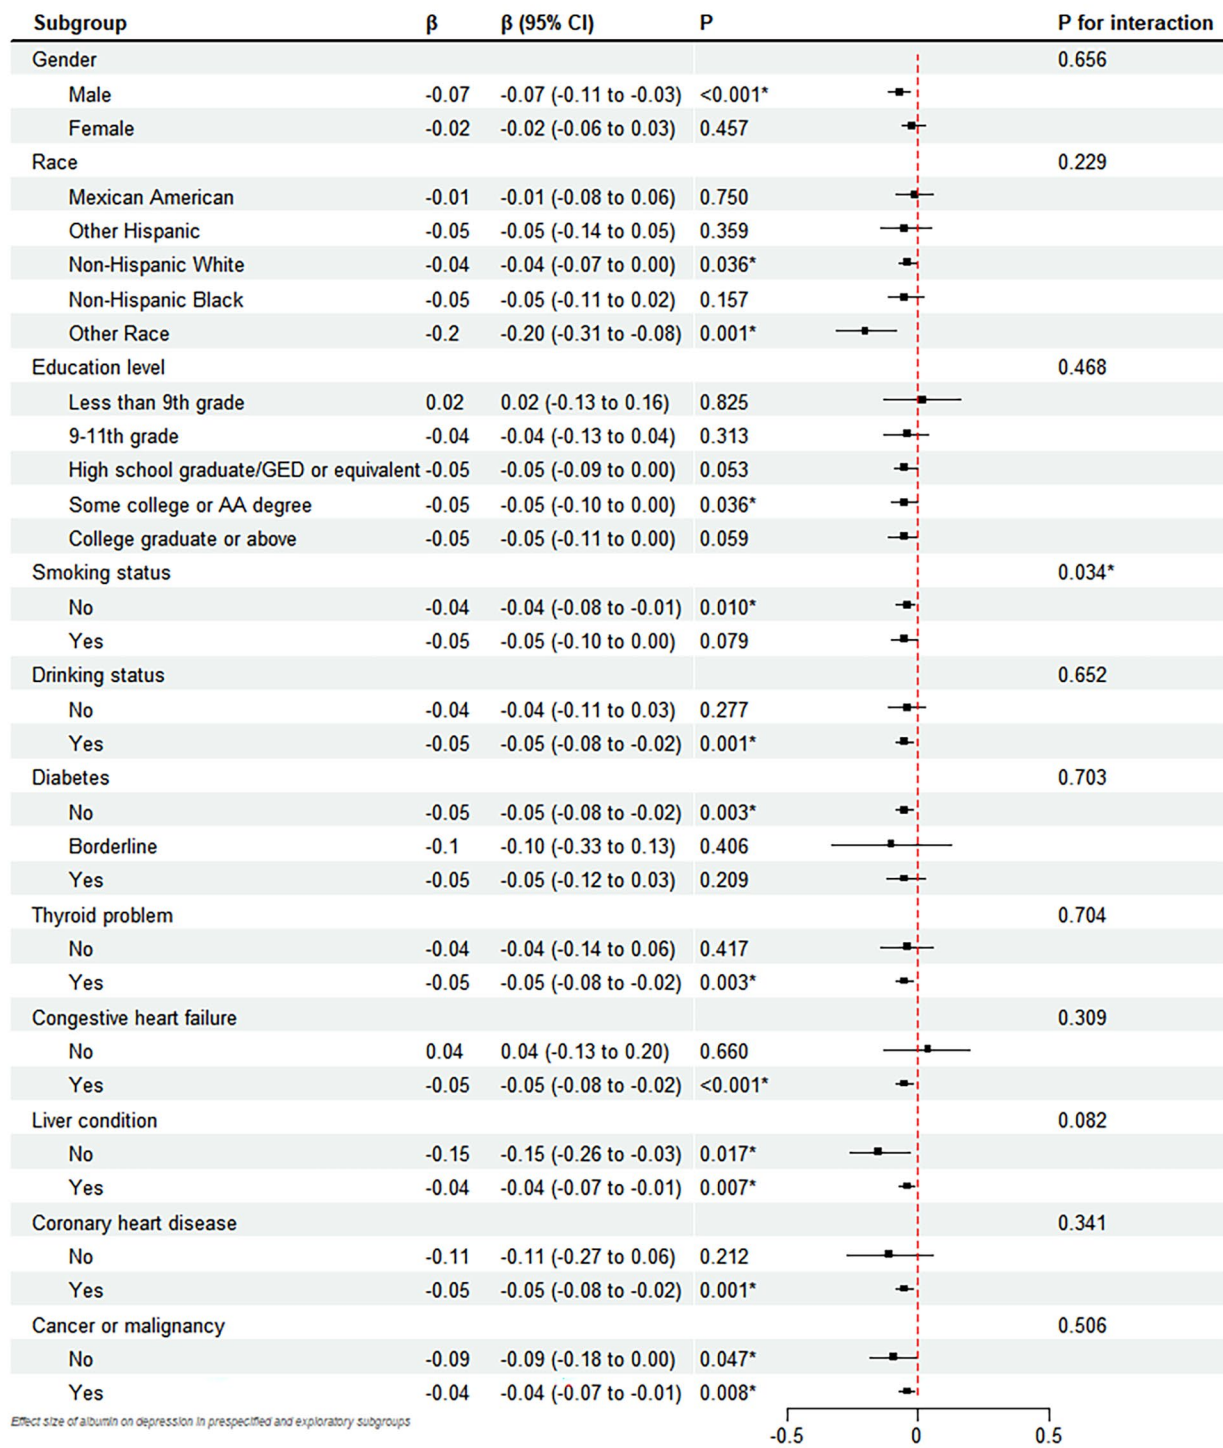 Subgroup β β (95% CI) P P for interaction
Gender 0.656
Male -0.07 -0.07 (-0.11 to -0.03) <0.001*
Female -0.02 -0.02 (-0.06 to 0.03) 0.457
Race 0.229
Mexican American -0.01 -0.01 (-0.08 to 0.06) 0.750
Other Hispanic -0.05 -0.05 (-0.14 to 0.05) 0.359
Non-Hispanic White -0.04 -0.04 (-0.07 to 0.00) 0.036*
Non-Hispanic Black -0.05 -0.05 (-0.11 to 0.02) 0.157
Other Race -0.2 -0.20 (-0.31 to -0.08) 0.001*
Education level 0.468
Less than 9th grade 0.02 0.02 (-0.13 to 0.16) 0.825
9-11th grade -0.04 -0.04 (-0.13 to 0.04) 0.313
High school graduate/GED or equivalent -0.05 -0.05 (-0.09 to 0.00) 0.053
Some college or AA degree -0.05 -0.05 (-0.10 to 0.00) 0.036*
College graduate or above -0.05 -0.05 (-0.11 to 0.00) 0.059
Smoking status 0.034*
No -0.04 -0.04 (-0.08 to -0.01) 0.010*
Yes -0.05 -0.05 (-0.10 to 0.00) 0.079
Drinking status 0.652
No -0.04 -0.04 (-0.11 to 0.03) 0.277
Yes -0.05 -0.05 (-0.08 to -0.02) 0.001*
Diabetes 0.703
No -0.05 -0.05 (-0.08 to -0.02) 0.003*
Borderline -0.1 -0.10 (-0.33 to 0.13) 0.406
Yes -0.05 -0.05 (-0.12 to 0.03) 0.209
Thyroid problem 0.704
No -0.04 -0.04 (-0.14 to 0.06) 0.417
Yes -0.05 -0.05 (-0.08 to -0.02) 0.003*
Congestive heart failure 0.309
No 0.04 0.04 (-0.13 to 0.20) 0.660
Yes -0.05 -0.05 (-0.08 to -0.02) <0.001*
Liver condition 0.082
No -0.15 -0.15 (-0.26 to -0.03) 0.017*
Yes -0.04 -0.04 (-0.07 to -0.01) 0.007*
Coronary heart disease 0.341
No -0.11 -0.11 (-0.27 to 0.06) 0.212
Yes -0.05 -0.05 (-0.08 to -0.02) 0.001*
Cancer or malignancy 0.506
No -0.09 -0.09 (-0.18 to 0.00) 0.047*
Yes -0.04 -0.04 (-0.07 to -0.01) 0.008*
Effect size of albumin on depression in prespecified and exploratory subgroups
-0.5 0 0.5